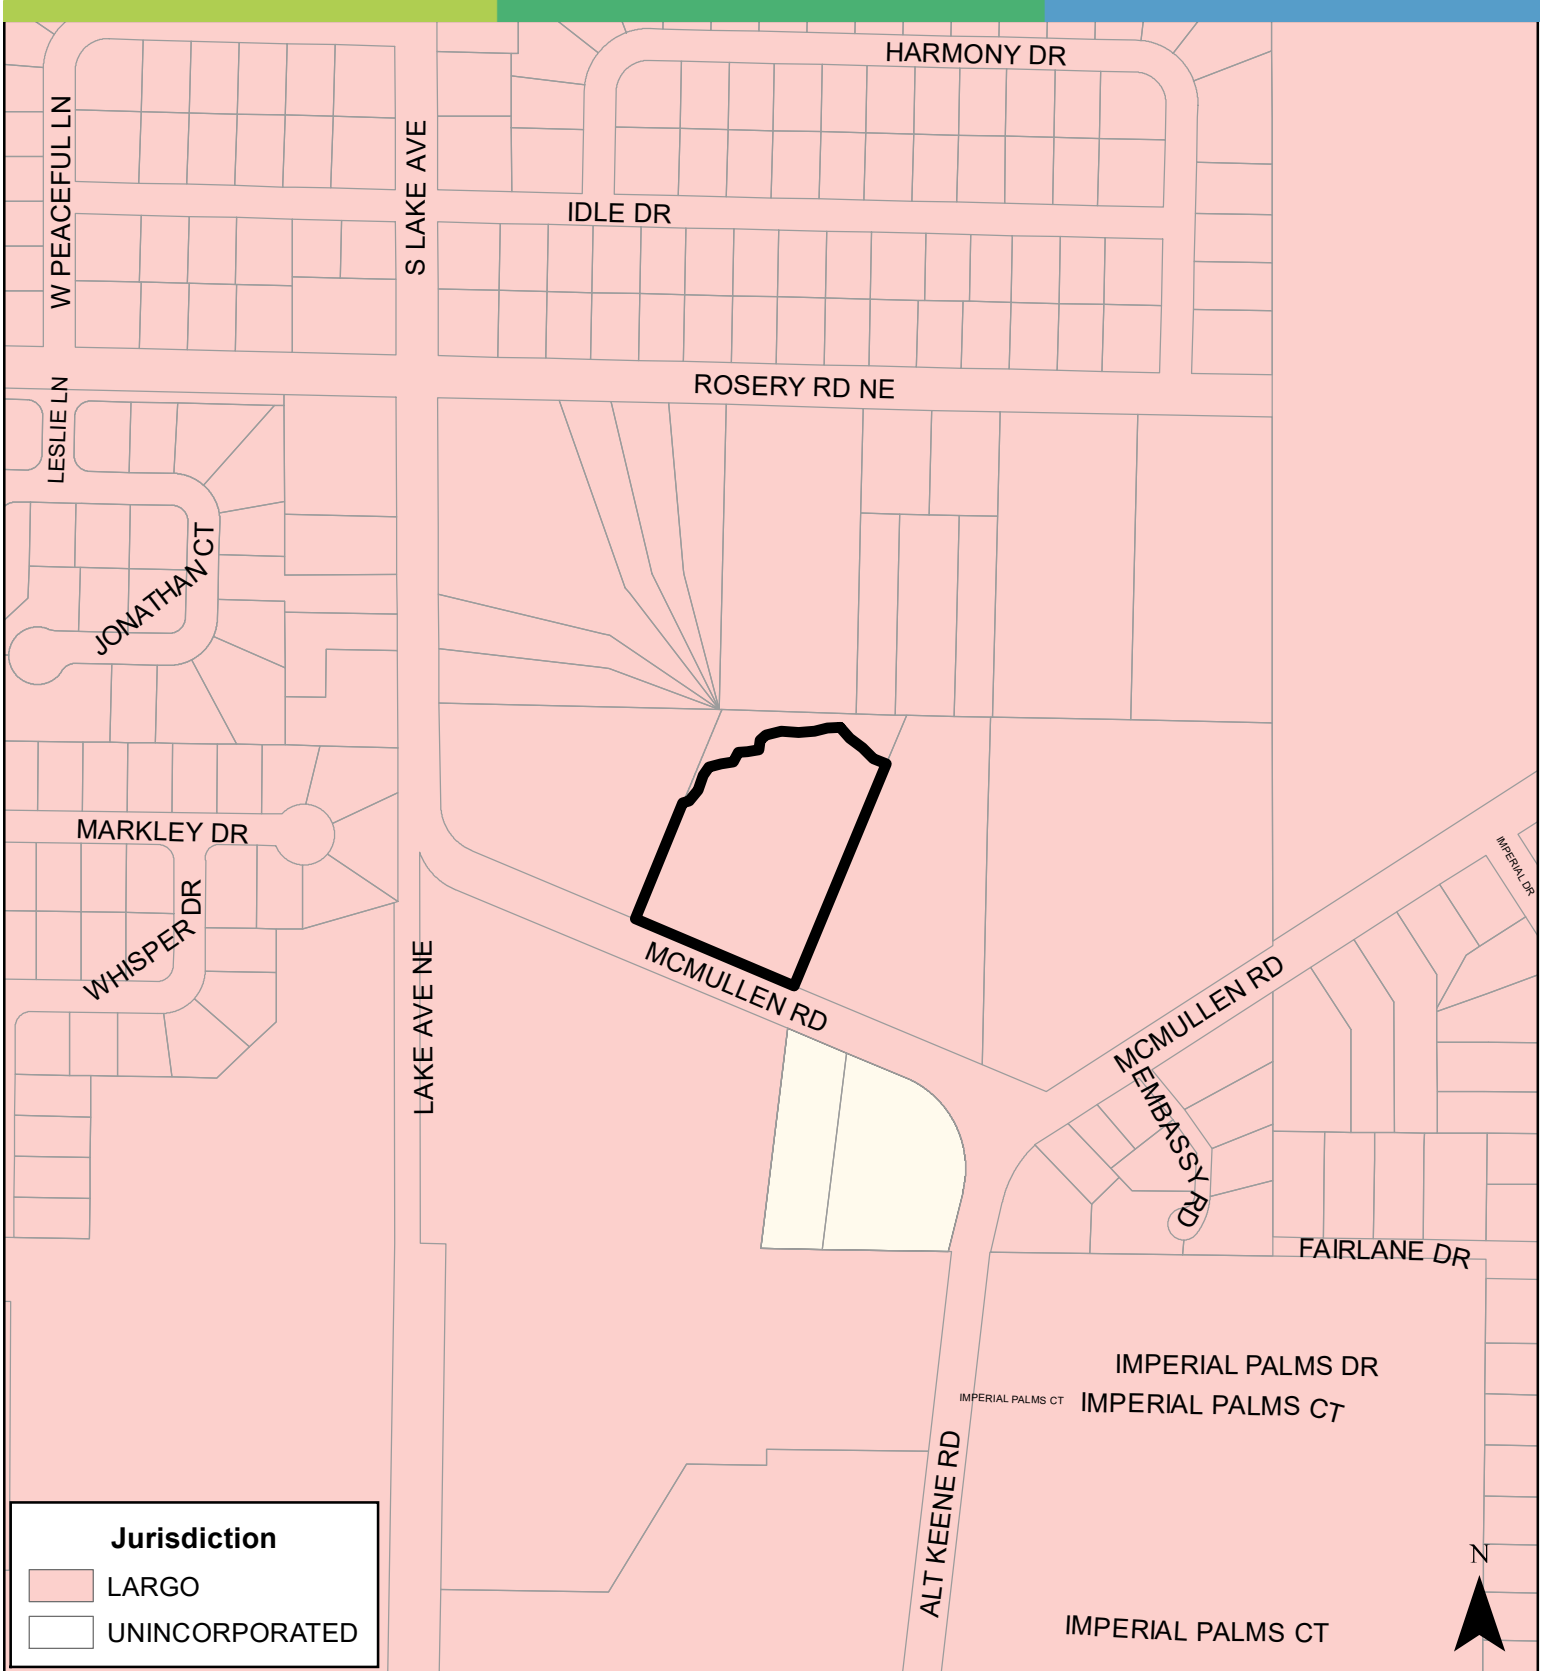 HARMONY DR
W PEACEFUL LN
S LAKE AVE
IDLE DR
ROSERY RD NE
LESLIE LN
JONATHAN CT
MARKLEY DR
WHISPER DR
IMPERIAL DR
LAKE AVE NE
MCMULLEN RD
MCMULLEN RD
EMBASSY RD
FAIRLANE DR
IMPERIAL PALMS DR
IMPERIAL PALMS CT
IMPERIAL PALMS CT
ALT KEENE RD
IMPERIAL PALMS CT
Jurisdiction
LARGO
UNINCORPORATED
N